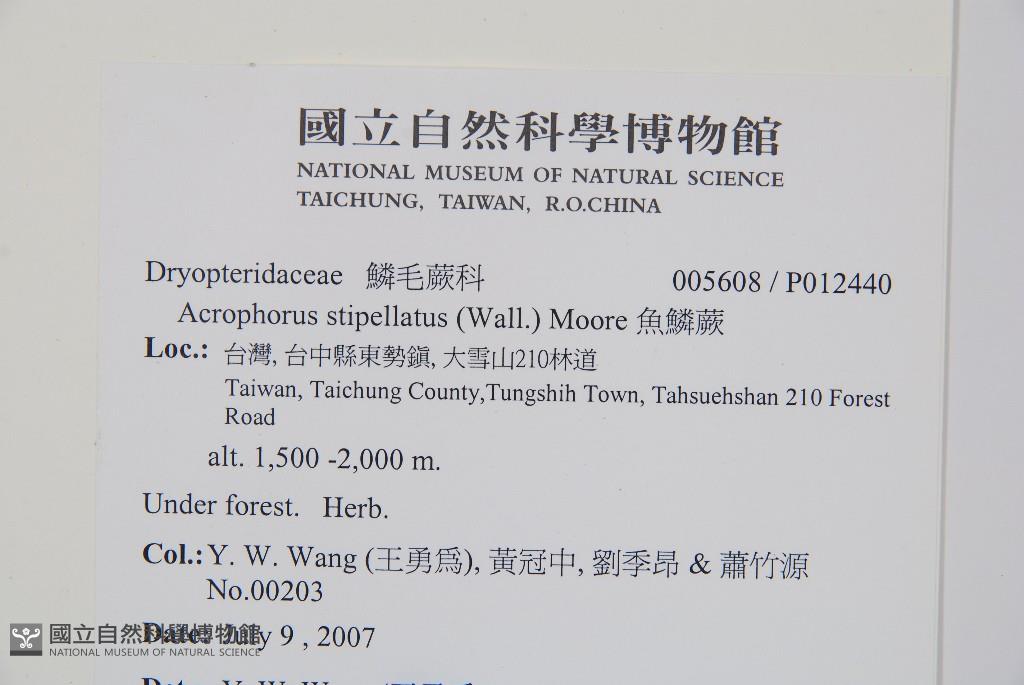 國立自然科學博物館
NATIONAL MUSEUM OF NATURAL SCIENCE
TAICHUNG, TAIWAN, R.O.CHINA
Dryopteridaceae 鱗毛蕨科 005608 / P012440
Acrophorus stipellatus (Wall.) Moore 魚鱗蕨
Loc.: 台灣, 台中縣東勢鎮, 大雪山210林道
Taiwan, Taichung County,Tungshih Town, Tahsuehshan 210 Forest
Road
alt. 1,500 -2,000 m.
Under forest. Herb.
Col.: Y. W. Wang (王勇爲), 黃冠中, 劉季昂 & 蕭竹源
No.00203
Date: July 9 , 2007
國立自然科學博物館
NATIONAL MUSEUM OF NATURAL SCIENCE